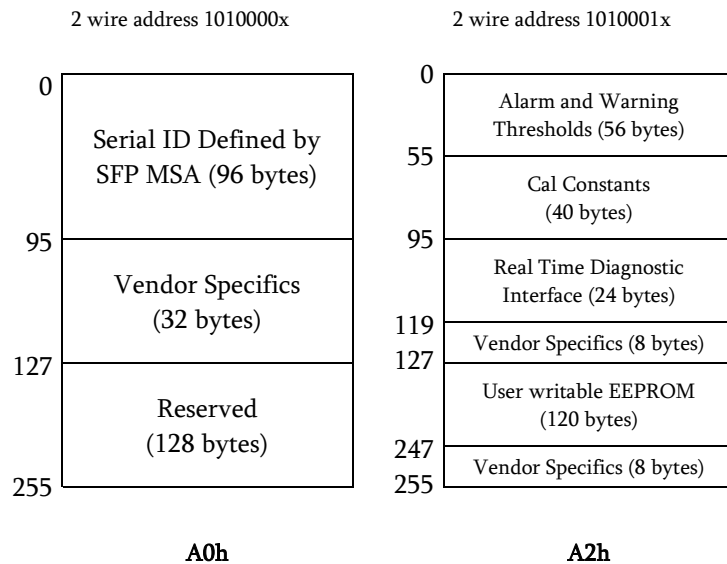 2 wire address 1010000x
0
Serial ID Defined by
SFP MSA (96 bytes)
95
Vendor Specifics
(32 bytes)
127
Reserved
(128 bytes)
255
A0h
2 wire address 1010001x
0
Alarm and Warning
Thresholds (56 bytes)
55
Cal Constants
(40 bytes)
95
Real Time Diagnostic
Interface (24 bytes)
119
Vendor Specifics (8 bytes)
127
User writable EEPROM
(120 bytes)
247
Vendor Specifics (8 bytes)
255
A2h